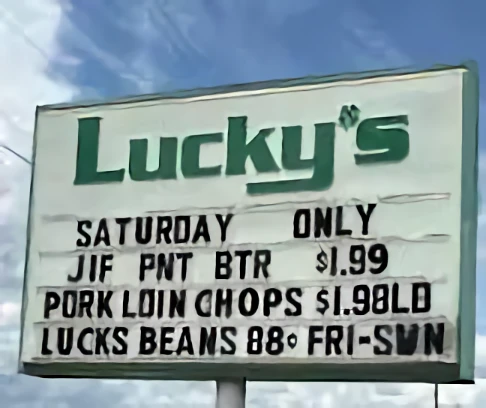 Lucky's
SATURDAY ONLY
JIF PNT BTR $1.99
PORK LOIN CHOPS $1.98LB
LUCKS BEANS 88¢ FRI-SUN